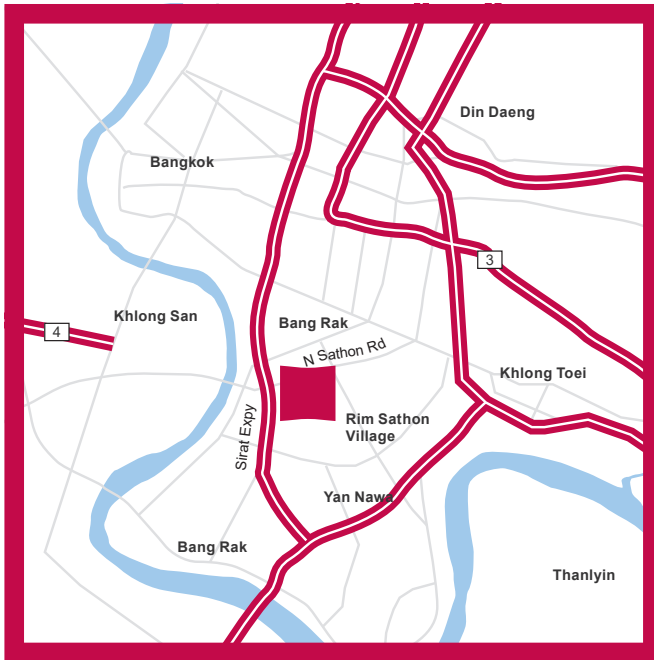 Din Daeng
Bangkok
3
Khlong San
Bang Rak
4
N Sathon Rd
Khlong Toei
Sirat Expy
Rim Sathon
Village
Yan Nawa
Bang Rak
Thanlyin